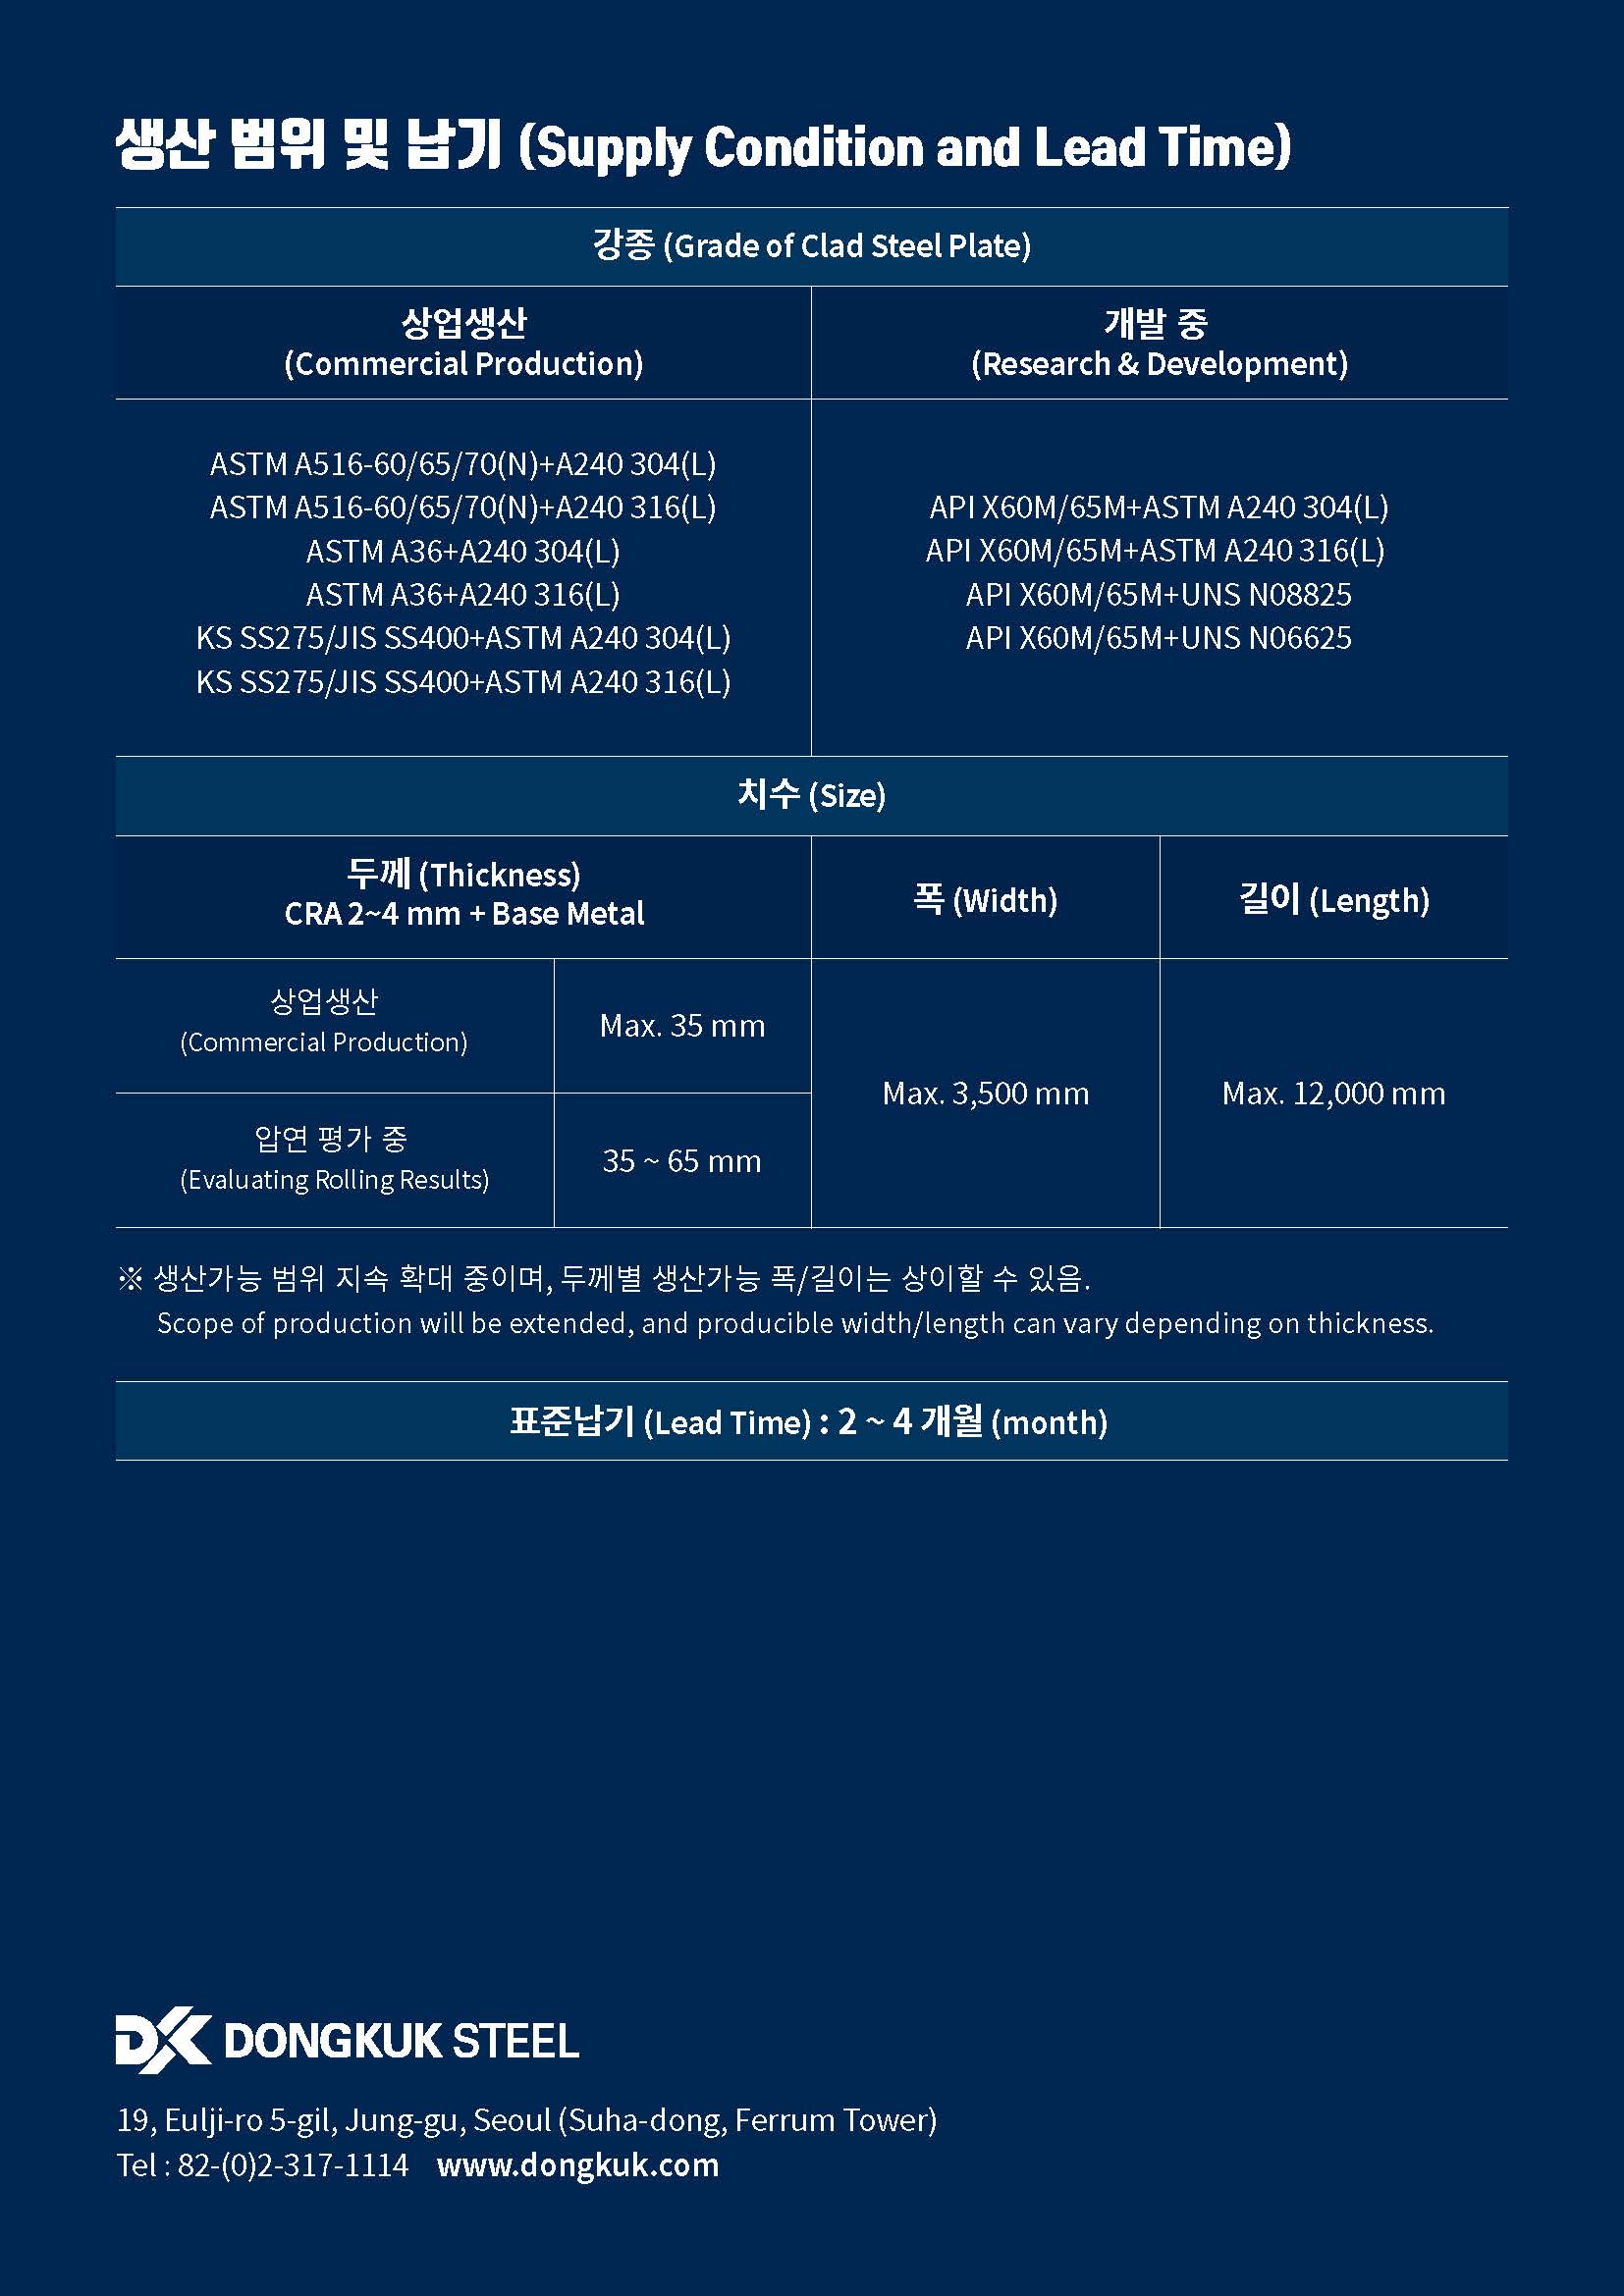 생산 범위 및 납기 (Supply Condition and Lead Time)
강종 (Grade of Clad Steel Plate)
상업생산
(Commercial Production)
개발 중
(Research & Development)
ASTM A516-60/65/70(N)+A240 304(L)
ASTM A516-60/65/70(N)+A240 316(L)
ASTM A36+A240 304(L)
ASTM A36+A240 316(L)
KS SS275/JIS SS400+ASTM A240 304(L)
KS SS275/JIS SS400+ASTM A240 316(L)
API X60M/65M+ASTM A240 304(L)
API X60M/65M+ASTM A240 316(L)
API X60M/65M+UNS N08825
API X60M/65M+UNS N06625
치수 (Size)
두께 (Thickness)
CRA 2~4 mm + Base Metal
폭 (Width)
길이 (Length)
상업생산
(Commercial Production)
Max. 35 mm
압연 평가 중
(Evaluating Rolling Results)
35 ~ 65 mm
Max. 3,500 mm
Max. 12,000 mm
※ 생산가능 범위 지속 확대 중이며, 두께별 생산가능 폭/길이는 상이할 수 있음.
Scope of production will be extended, and producible width/length can vary depending on thickness.
표준납기 (Lead Time) : 2 ~ 4 개월 (month)
DK DONGKUK STEEL
19, Eulji-ro 5-gil, Jung-gu, Seoul (Suha-dong, Ferrum Tower)
Tel : 82-(0)2-317-1114 www.dongkuk.com